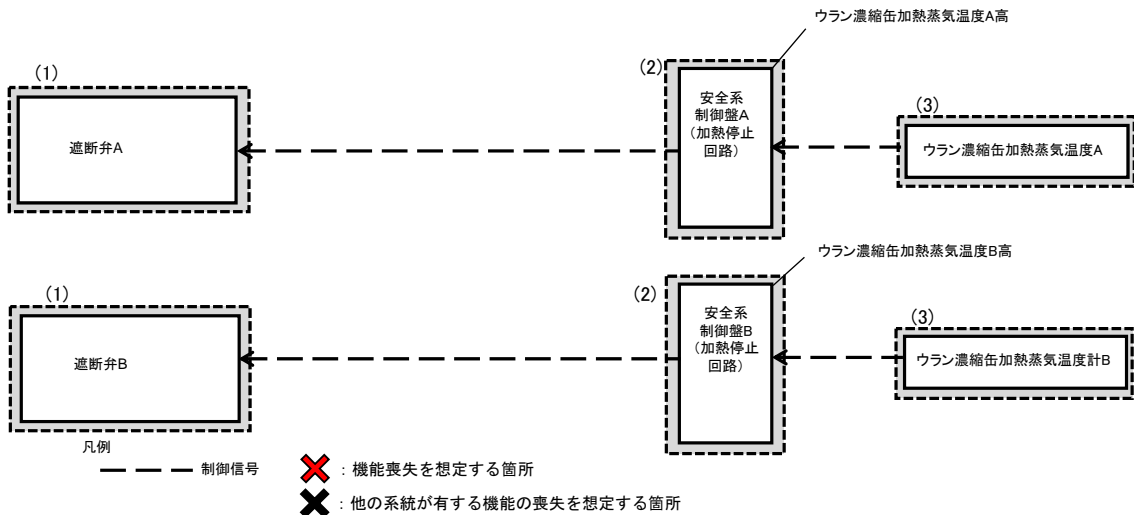 ウラン濃縮缶加熱蒸気温度A高
(1)
(2)
安全系
制御盤A
(加熱停止
回路)
(3)
遮断弁A
ウラン濃縮缶加熱蒸気温度A
ウラン濃縮缶加熱蒸気温度B高
(1)
(2)
安全系
制御盤B
(加熱停止
回路)
(3)
遮断弁B
ウラン濃縮缶加熱蒸気温度計B
凡例
制御信号
：機能喪失を想定する箇所
：他の系統が有する機能の喪失を想定する箇所